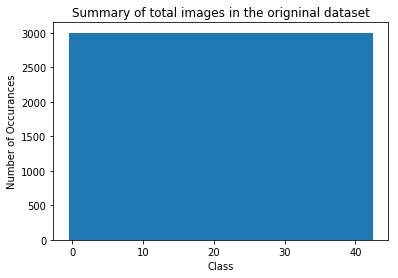 Summary of total images in the origninal dataset
3000
2500
2000
1500
1000
500
0
Number of Occurances
0 10 20 30 40
Class